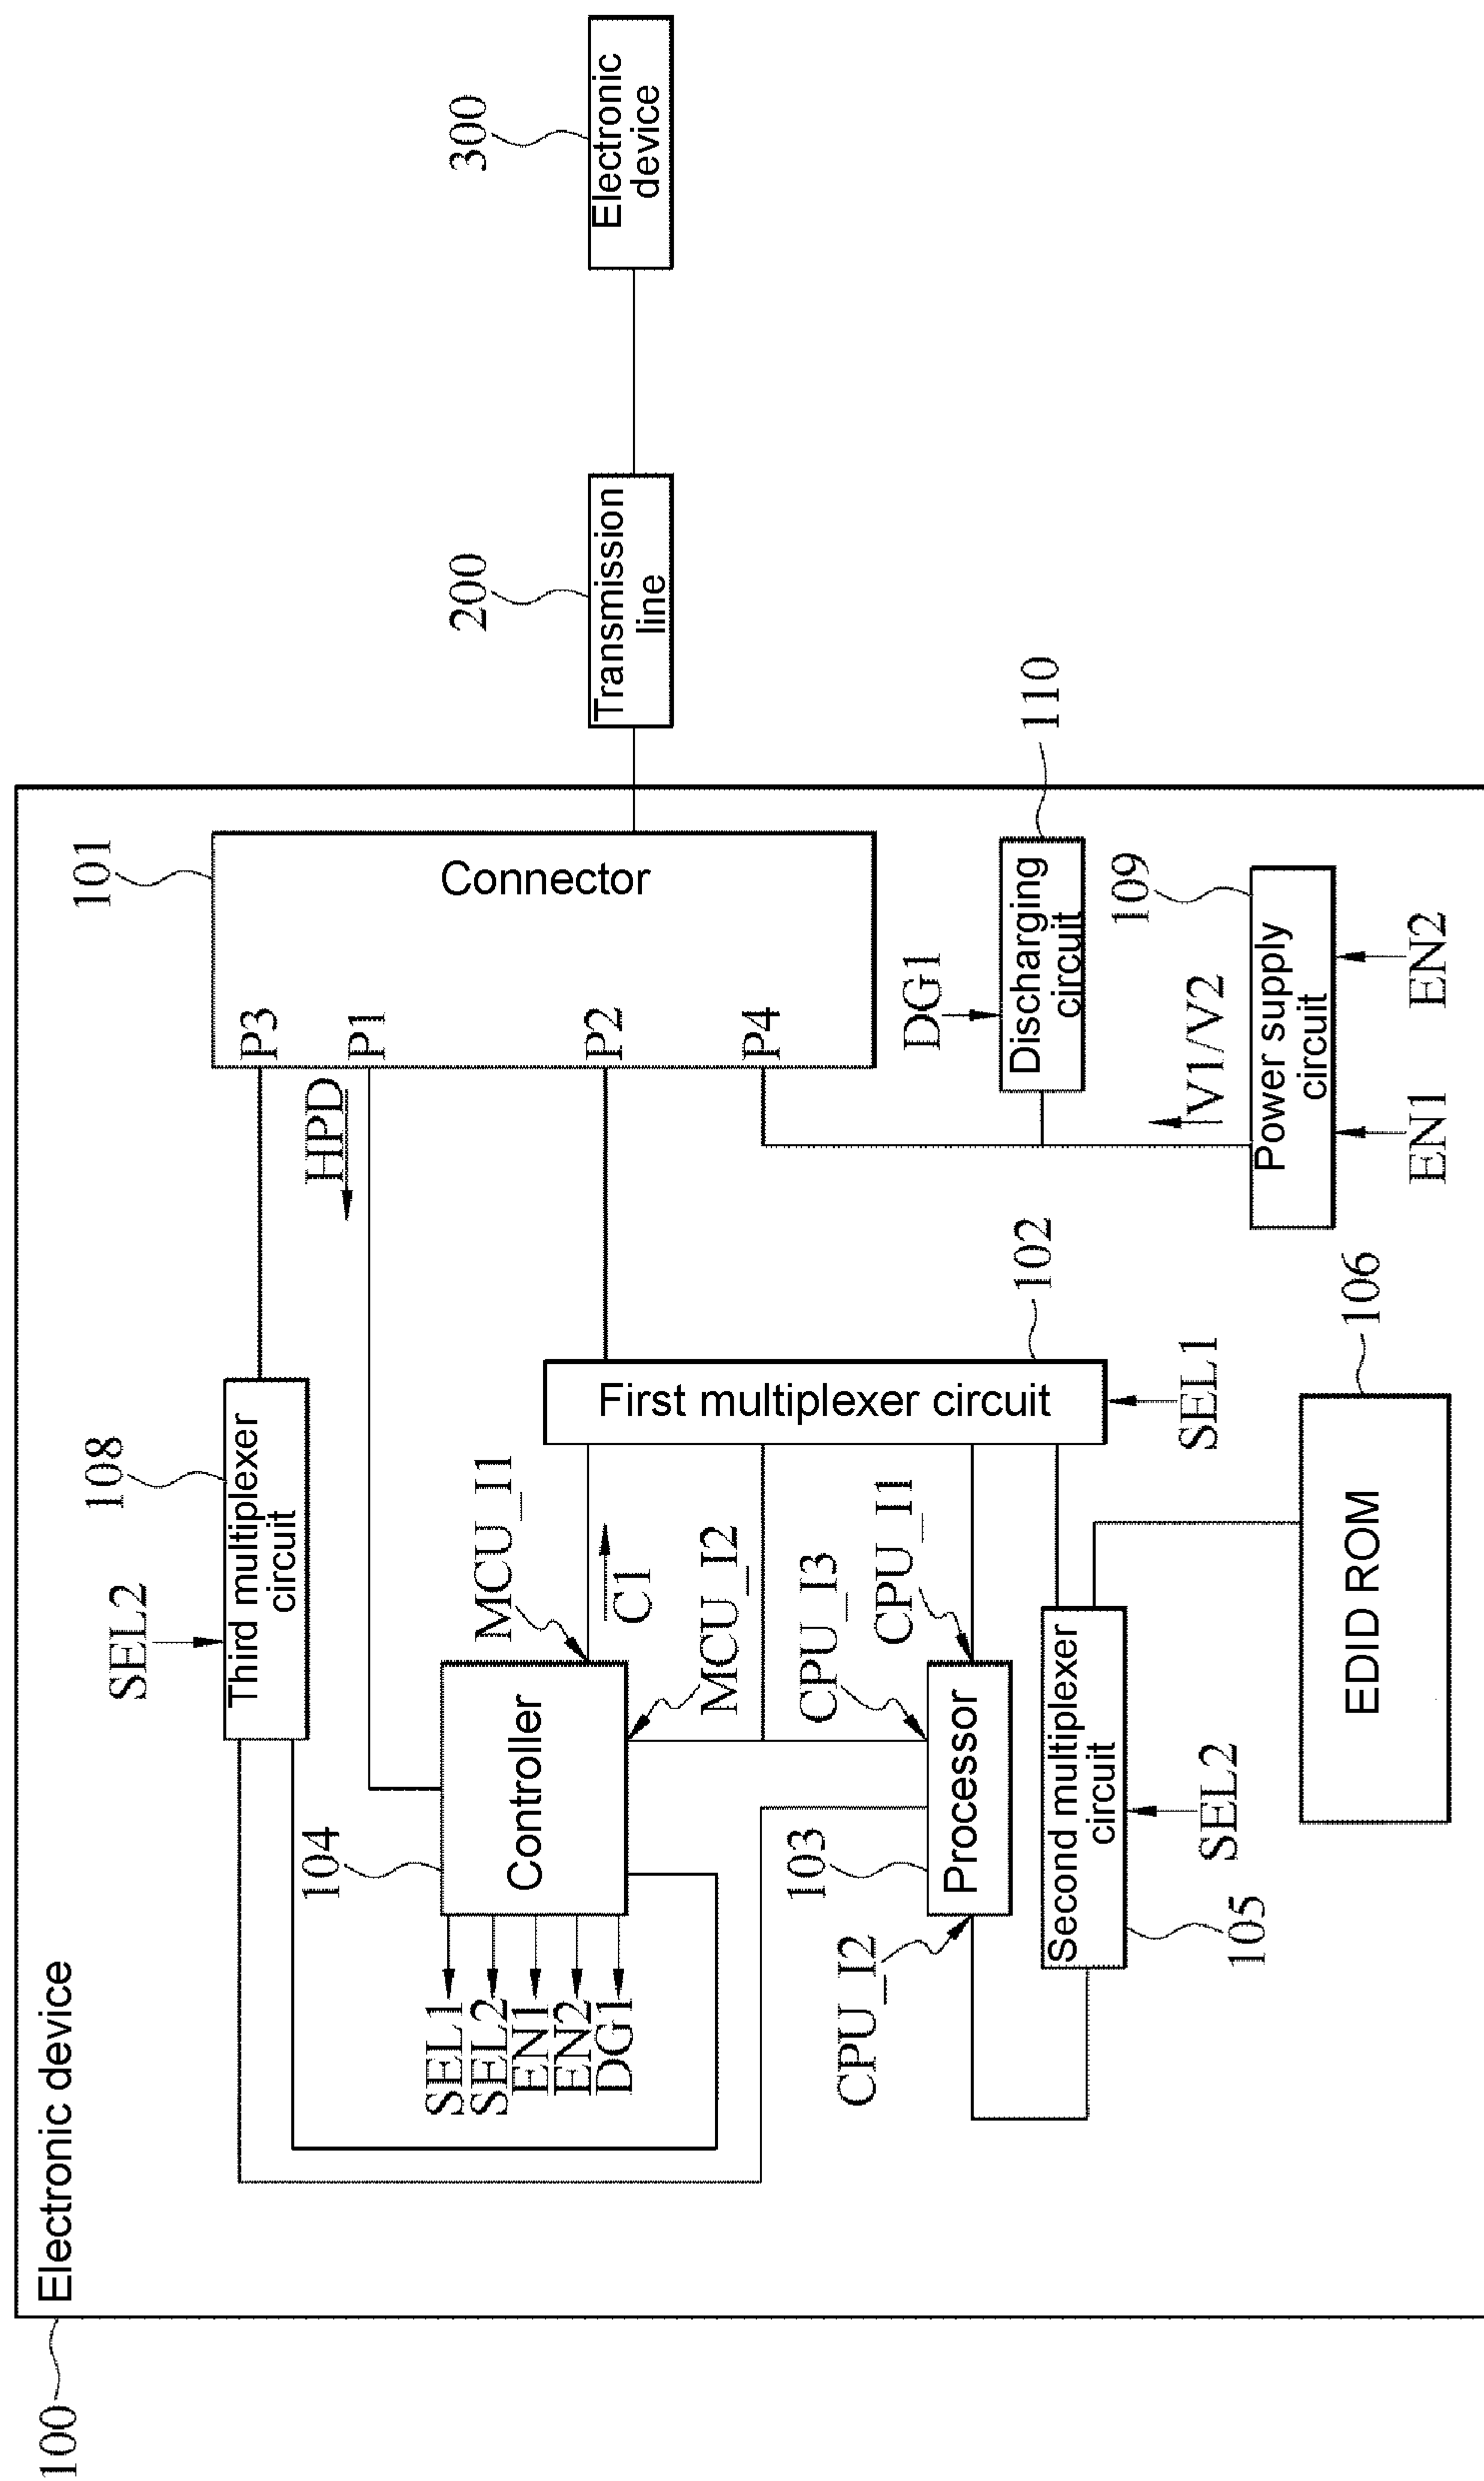 100
Electronic device
SEL2
108
Third multiplexer
circuit
101
P3
P1
P2
P4
Connector
HPD
200
Transmission
line
300
Electronic
device
104
Controller
SEL1
SEL2
EN1
EN2
DG1
MCU_I1
C1
MCU_I2
First multiplexer circuit
102
SEL1
CPU_I3
CPU_I1
CPU_I2
103
Processor
105
Second multiplexer
circuit
SEL2
EDID ROM
106
DG1
Discharging
circuit
110
V1/V2
109
Power supply
circuit
EN1
EN2